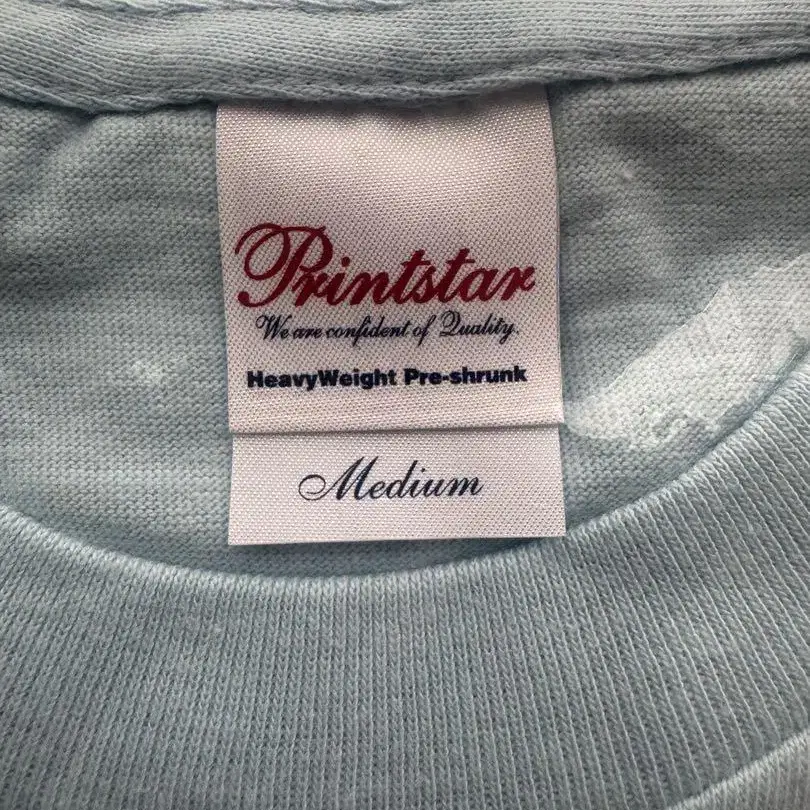 Printstar
We are confident of Quality.
HeavyWeight Pre-shrunk
Medium